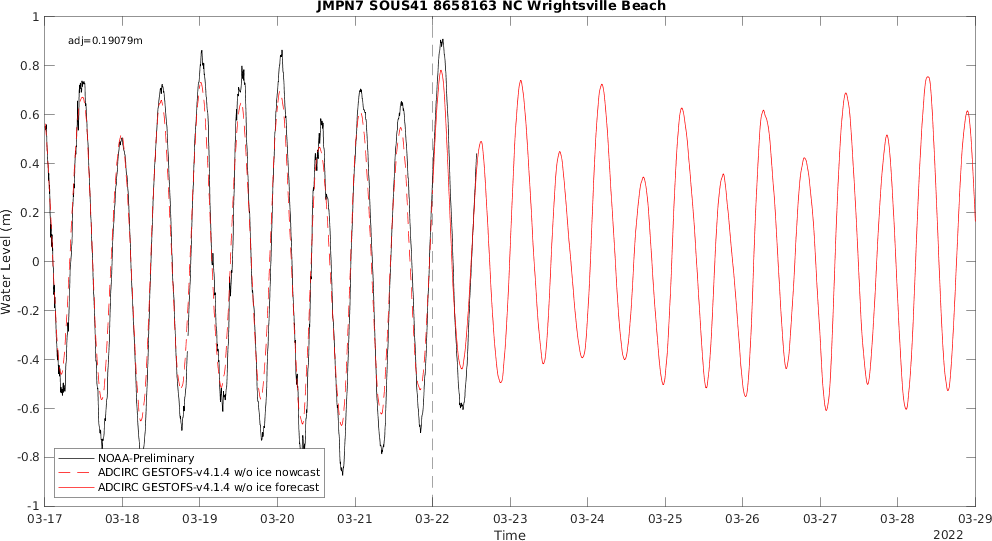 JMPN7 SOUS41 8658163 NC Wrightsville Beach
adj=0.19079m
1
0.8
0.6
0.4
0.2
0
-0.2
-0.4
-0.6
-0.8
-1
Water Level (m)
NOAA-Preliminary
ADCIRC GESTOFS-v4.1.4 w/o ice nowcast
ADCIRC GESTOFS-v4.1.4 w/o ice forecast
03-17 03-18 03-19 03-20 03-21 03-22 03-23 03-24 03-25 03-26 03-27 03-28 03-29
Time
2022